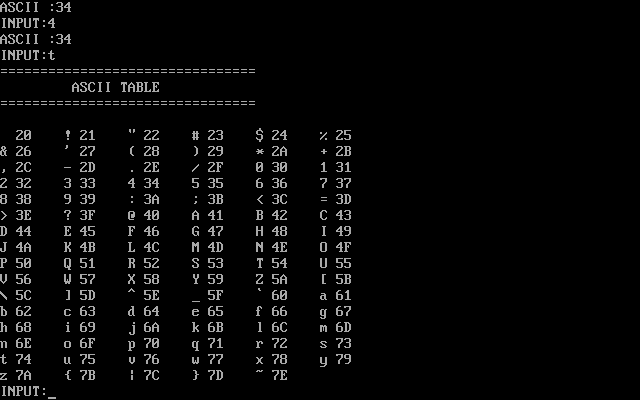 ASCII :34
INPUT:4
ASCII :34
INPUT:t
================================
ASCII TABLE
================================
20 ! 21 " 22 # 23 $ 24 % 25
& 26 ' 27 ( 28 ) 29 * 2A + 2B
, 2C - 2D . 2E / 2F 0 30 1 31
2 32 3 33 4 34 5 35 6 36 7 37
8 38 9 39 : 3A ; 3B < 3C = 3D
> 3E ? 3F @ 40 A 41 B 42 C 43
D 44 E 45 F 46 G 47 H 48 I 49
J 4A K 4B L 4C M 4D N 4E O 4F
P 50 Q 51 R 52 S 53 T 54 U 55
V 56 W 57 X 58 Y 59 Z 5A [ 5B
\ 5C ] 5D ^ 5E _ 5F ` 60 a 61
b 62 c 63 d 64 e 65 f 66 g 67
h 68 i 69 j 6A k 6B l 6C m 6D
n 6E o 6F p 70 q 71 r 72 s 73
t 74 u 75 v 76 w 77 x 78 y 79
z 7A { 7B | 7C } 7D ~ 7E
INPUT:_